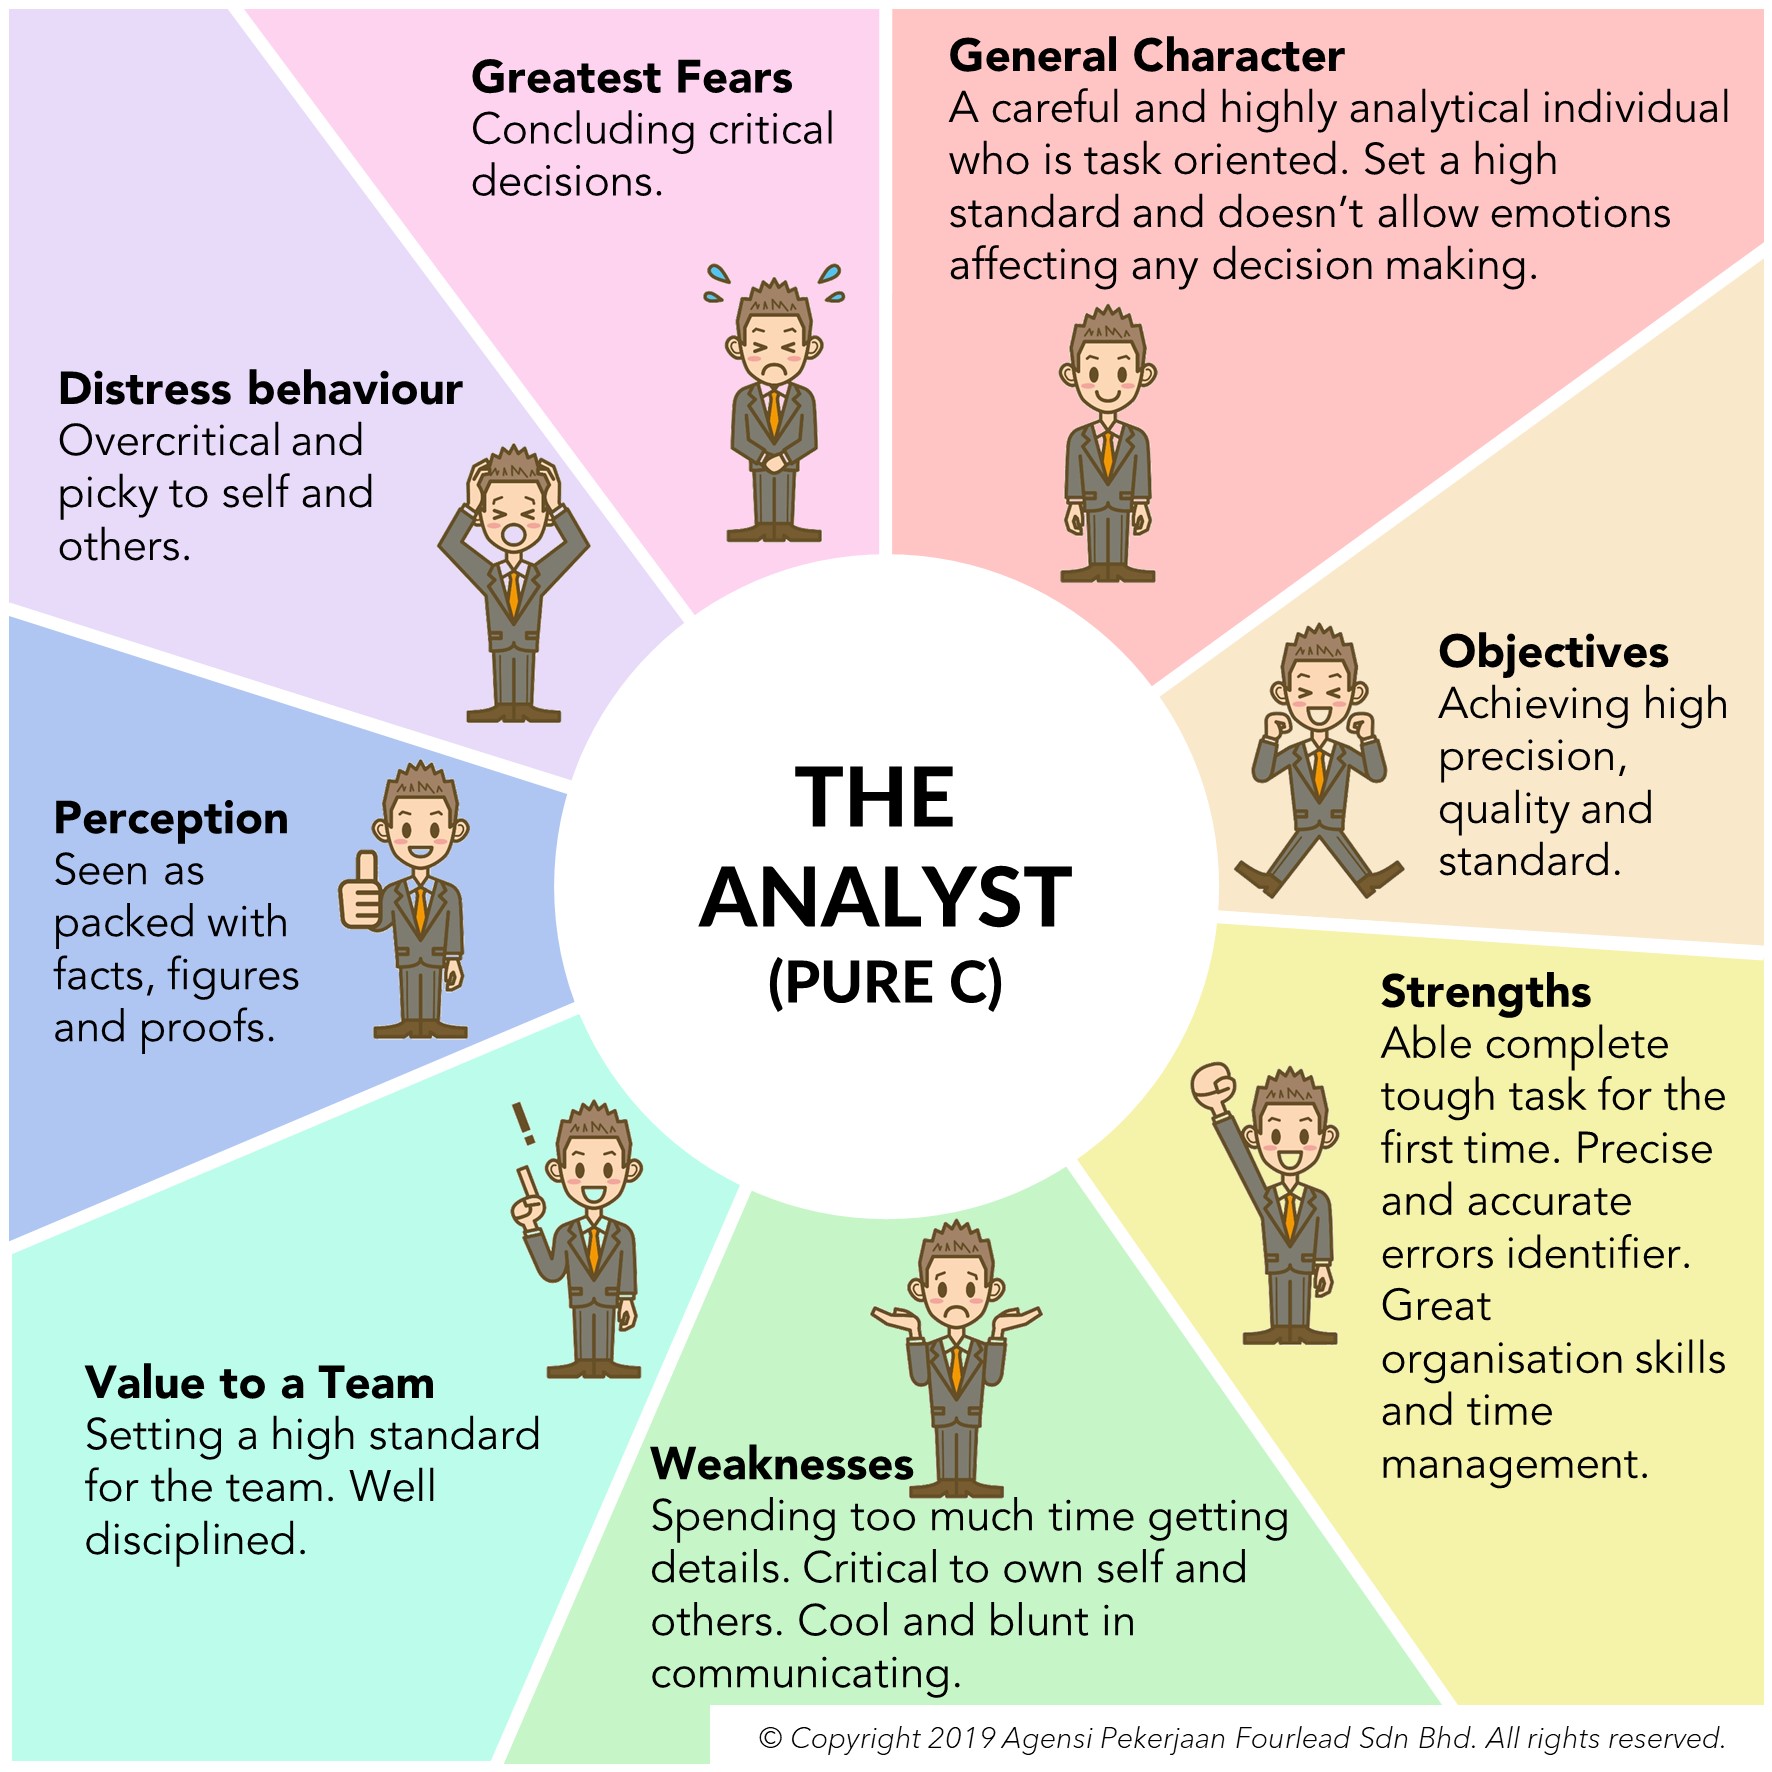 Greatest Fears
Concluding critical
decisions.
General Character
A careful and highly analytical individual
who is task oriented. Set a high
standard and doesn’t allow emotions
affecting any decision making.
Distress behaviour
Overcritical and
picky to self and
others.
Objectives
Achieving high
precision,
quality and
standard.
THE
ANALYST
(PURE C)
Perception
Seen as
packed with
facts, figures
and proofs.
Strengths
Able complete
tough task for the
first time. Precise
and accurate
errors identifier.
Great
organisation skills
and time
management.
!
Value to a Team
Setting a high standard
for the team. Well
disciplined.
Weaknesses
Spending too much time getting
details. Critical to own self and
others. Cool and blunt in
communicating.
© Copyright 2019 Agensi Pekerjaan Fourlead Sdn Bhd. All rights reserved.